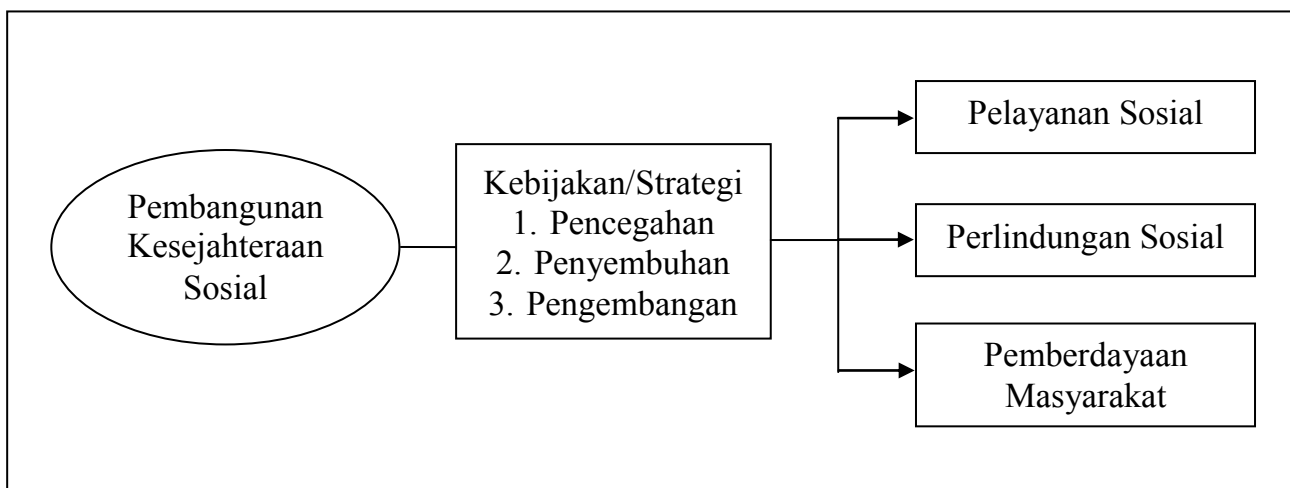 Pembangunan
Kesejahteraan
Sosial
Kebijakan/Strategi
1. Pencegahan
2. Penyembuhan
3. Pengembangan
Pelayanan Sosial
Perlindungan Sosial
Pemberdayaan
Masyarakat